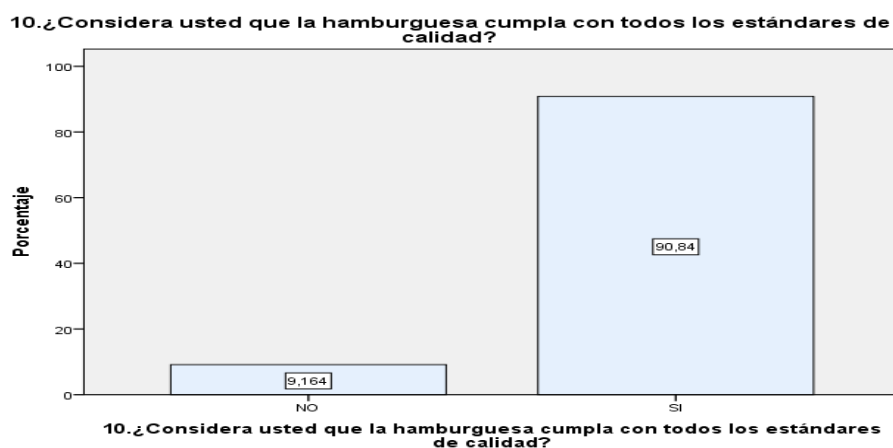 10.¿Considera usted que la hamburguesa cumpla con todos los estándares de
calidad?
100
80
60
40
20
0
Porcentaje
9,164
90,84
NO
SI
10.¿Considera usted que la hamburguesa cumpla con todos los estándares
de calidad?